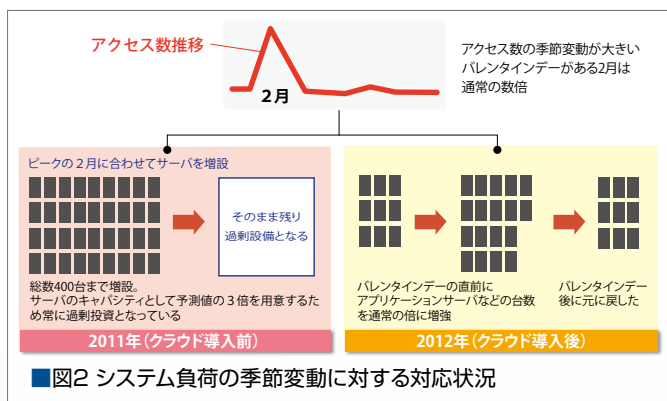 アクセス数推移
2月
アクセス数の季節変動が大きい
バレンタインデーがある2月は
通常の数倍
ピークの2月に合わせてサーバを増設
そのまま残り
過剰設備となる
総数400台まで増設。
サーバのキャパシティとして予測値の3倍を用意するため
常に過剰投資となっている
2011年(クラウド導入前)
バレンタインデーの直前に
アプリケーションサーバなどの台数
を通常の倍に増強
バレンタインデー
後に元に戻した
2012年(クラウド導入後)
■図2 システム負荷の季節変動に対する対応状況